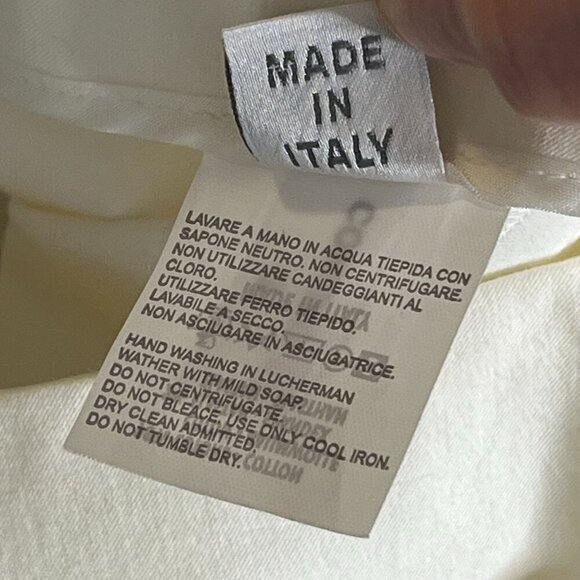 MADE
IN
ITALY
LAVARE A MANO IN ACQUA TIEPIDA CON
SAPONE NEUTRO. NON CENTRIFUGARE.
NON UTILIZZARE CANDEGGIANTI AL
CLORO.
UTILIZZARE FERRO TIEPIDO.
LAVABILE A SECCO.
NON ASCIUGARE IN ASCIUGATRICE.
HAND WASHING IN LUCHERMAN
WATHER WITH MILD SOAP
DO NOT CENTRIFUGATE.
DO NOT BLEACE, USE ONLY COOL IRON.
DRY CLEAN ADMITTED.
DO NOT TUMBLE DRY.
COTTON